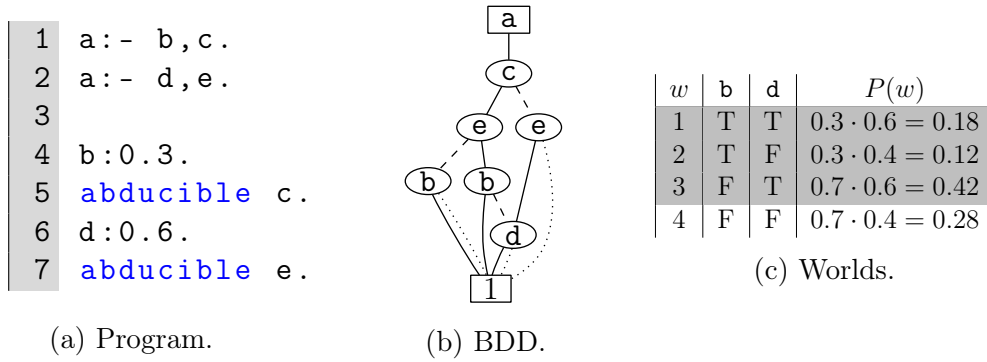 1 a:- b,c.
2 a:- d,e.
3
4 b:0.3.
5 abducible c.
6 d:0.6.
7 abducible e.
(a) Program.
a
c
e e
b b
d
1
(b) BDD.
w b d P(w)
1 T T 0.3 · 0.6 = 0.18
2 T F 0.3 · 0.4 = 0.12
3 F T 0.7 · 0.6 = 0.42
4 F F 0.7 · 0.4 = 0.28
(c) Worlds.